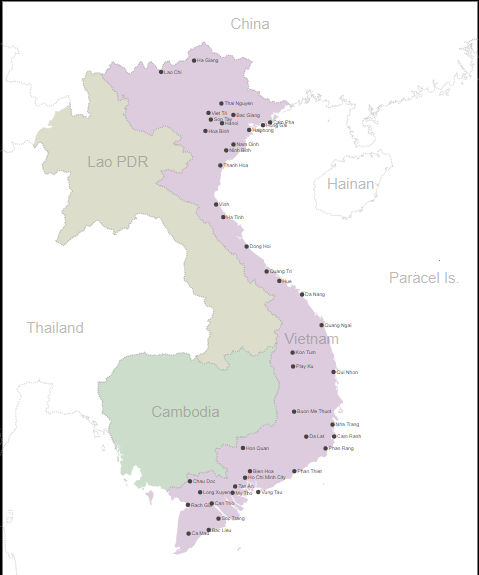 China
Ha Giang
Lao Chi
Thai Nguyen
Viet Tri
Bac Giang
Son Tay
Hanoi
Cam Pha
Hong Gai
Hoa Binh
Haiphong
Nam Dinh
Ninh Binh
Lao PDR
Thanh Hoa
Hainan
Vinh
Ha Tinh
Dong Hoi
Quang Tri
Hue
Paracel Is.
Da Nang
Thailand
Quang Ngai
Vietnam
Kon Tum
Play Ku
Qui Nhon
Cambodia
Buon Me Thuot
Nha Trang
Da Lat
Cam Ranh
Hon Quan
Phan Rang
Bien Hoa
Phan Thiet
Ho Chi Minh City
Chau Doc
Tan An
Long Xuyen
My Tho
Vung Tau
Rach Gia
Can Tho
Soc Trang
Bac Lieu
Ca Mau